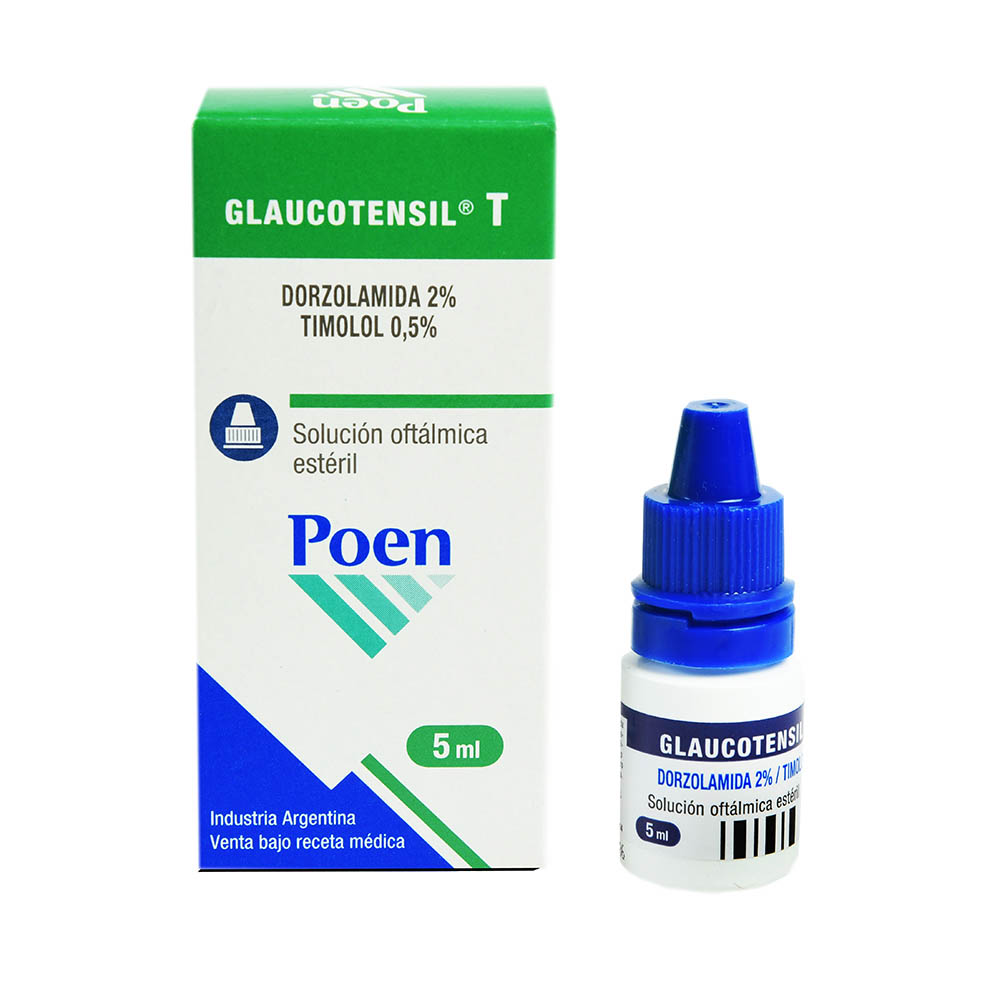 Poen
GLAUCOTENSIL® T
DORZOLAMIDA 2%
TIMOLOL 0,5%
Solución oftálmica
estéril
Poen
5 ml
Industria Argentina
Venta bajo receta médica
GLAUCOTENSIL
DORZOLAMIDA 2% / TIMOL
Solución oftálmica estéril
5 ml